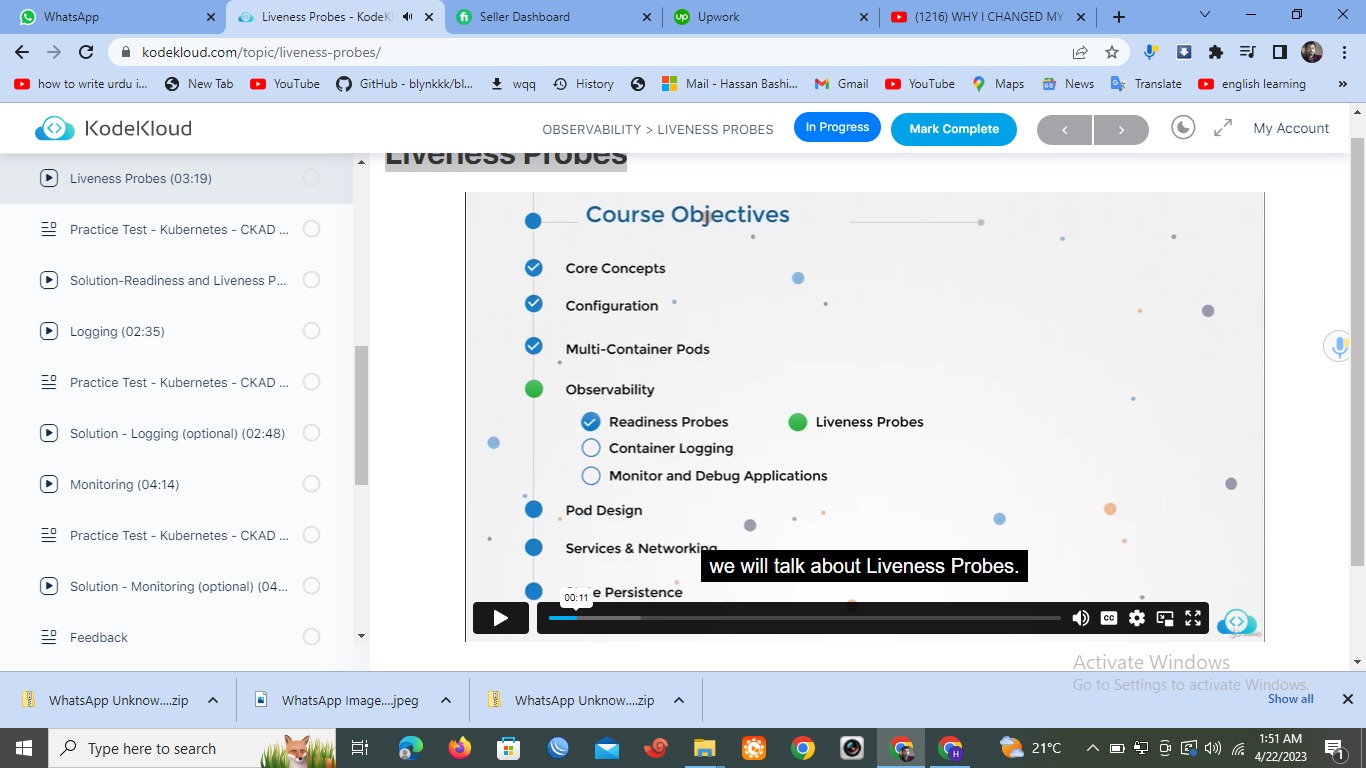 WhatsApp
Liveness Probes - KodeKl
Seller Dashboard
Upwork
(1216) WHY I CHANGED MY
kodekloud.com/topic/liveness-probes/
how to write urdu i...
New Tab
YouTube
GitHub - blynkkk/bl...
wqq
History
Mail - Hassan Bashi...
Gmail
YouTube
Maps
News
Translate
english learning
KodeKloud
OBSERVABILITY > LIVENESS PROBES
In Progress
Mark Complete
My Account
Liveness Probes (03:19)
Practice Test - Kubernetes - CKAD ...
Solution-Readiness and Liveness P...
Logging (02:35)
Practice Test - Kubernetes - CKAD ...
Solution - Logging (optional) (02:48)
Monitoring (04:14)
Practice Test - Kubernetes - CKAD ...
Solution - Monitoring (optional) (04...
Feedback
Liveness Probes
Course Objectives
Core Concepts
Configuration
Multi-Container Pods
Observability
Readiness Probes
Liveness Probes
Container Logging
Monitor and Debug Applications
Pod Design
Services & Networking
we will talk about Liveness Probes.
Persistence
00:11
CC
Activate Windows
Go to Settings to activate Windows.
WhatsApp Unknow....zip
WhatsApp Image....jpeg
WhatsApp Unknow....zip
Show all
Type here to search
21°C
1:51 AM
4/22/2023